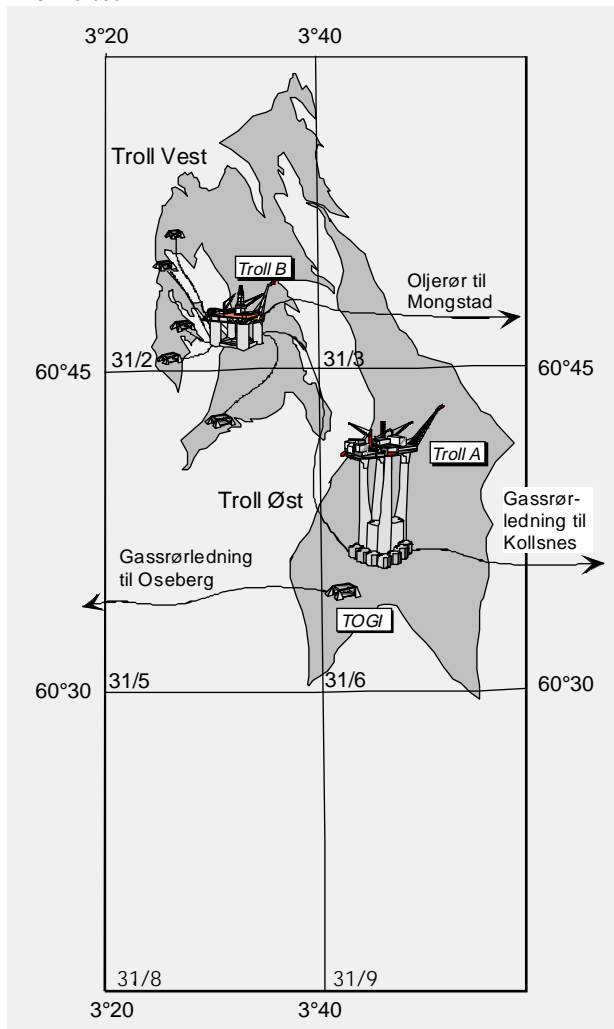 3°20 3°40
Troll Vest
Troll B
Oljerør til
Mongstad
60°45 31/2 31/3 60°45
Troll A
Troll Øst
Gassrør-
ledning til
Kollsnes
Gassrørledning
til Oseberg
TOGI
60°30 31/5 31/6 60°30
31/8 31/9
3°20 3°40